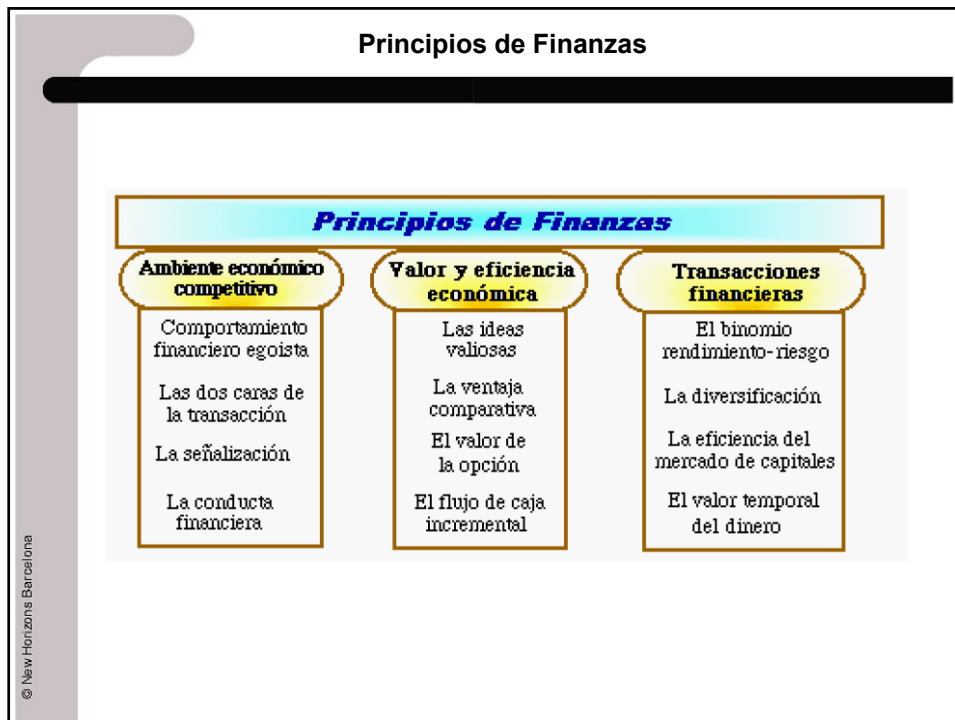 Principios de Finanzas
Principios de Finanzas
Ambiente económico
competitivo
Comportamiento
financiero egoista
Las dos caras de
la transacción
La señalización
La conducta
financiera
Valor y eficiencia
económica
Las ideas
valiosas
La ventaja
comparativa
El valor de
la opción
El flujo de caja
incremental
Transacciones
financieras
El binomio
rendimiento-riesgo
La diversificación
La eficiencia del
mercado de capitales
El valor temporal
del dinero
© New Horizons Barcelona